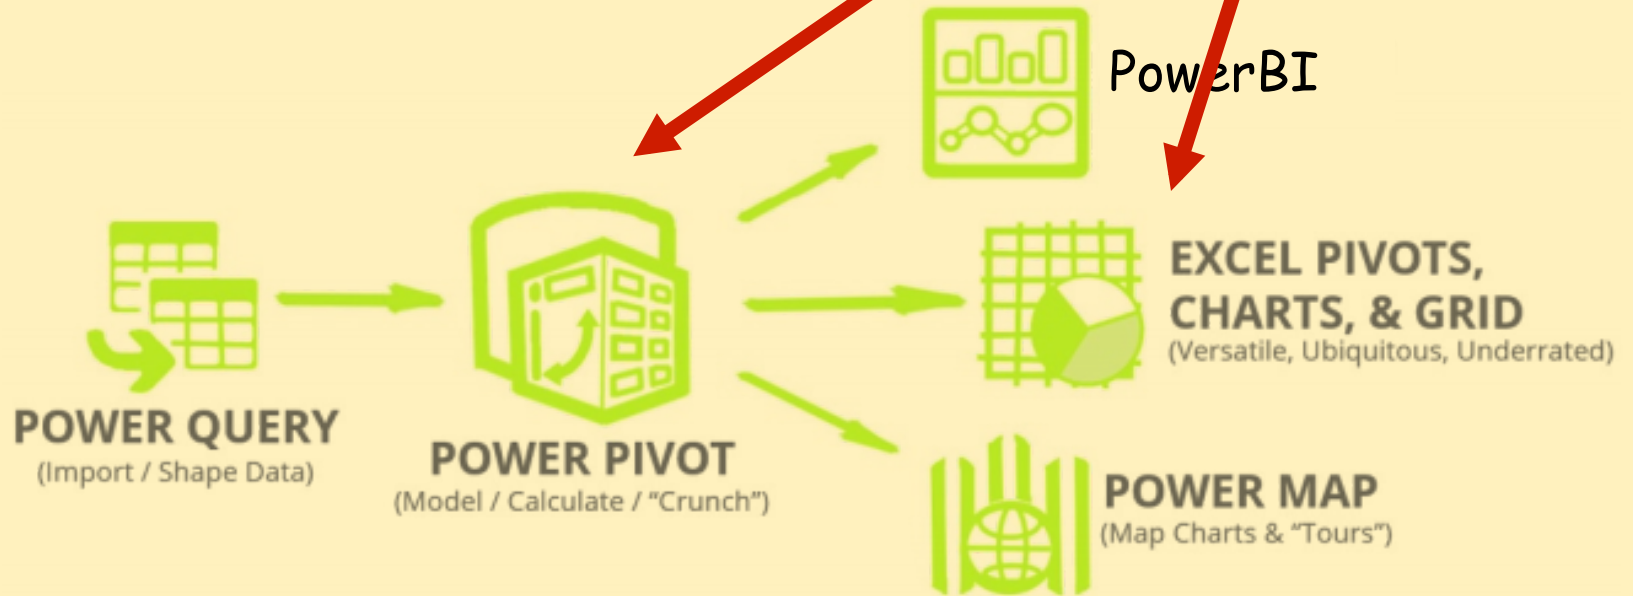 PowerBI
POWER QUERY
(Import / Shape Data)
POWER PIVOT
(Model / Calculate / “Crunch”)
EXCEL PIVOTS,
CHARTS, & GRID
(Versatile, Ubiquitous, Underrated)
POWER MAP
(Map Charts & “Tours”)